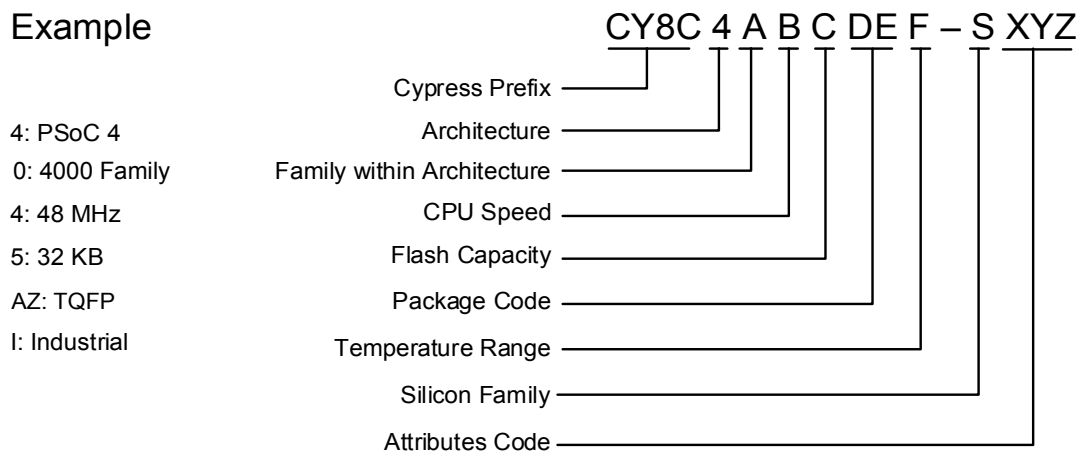 Example CY8C 4 A B C DE F – S XYZ
Cypress Prefix
4: PSoC 4 Architecture
0: 4000 Family Family within Architecture
4: 48 MHz CPU Speed
5: 32 KB Flash Capacity
AZ: TQFP Package Code
I: Industrial Temperature Range
Silicon Family
Attributes Code